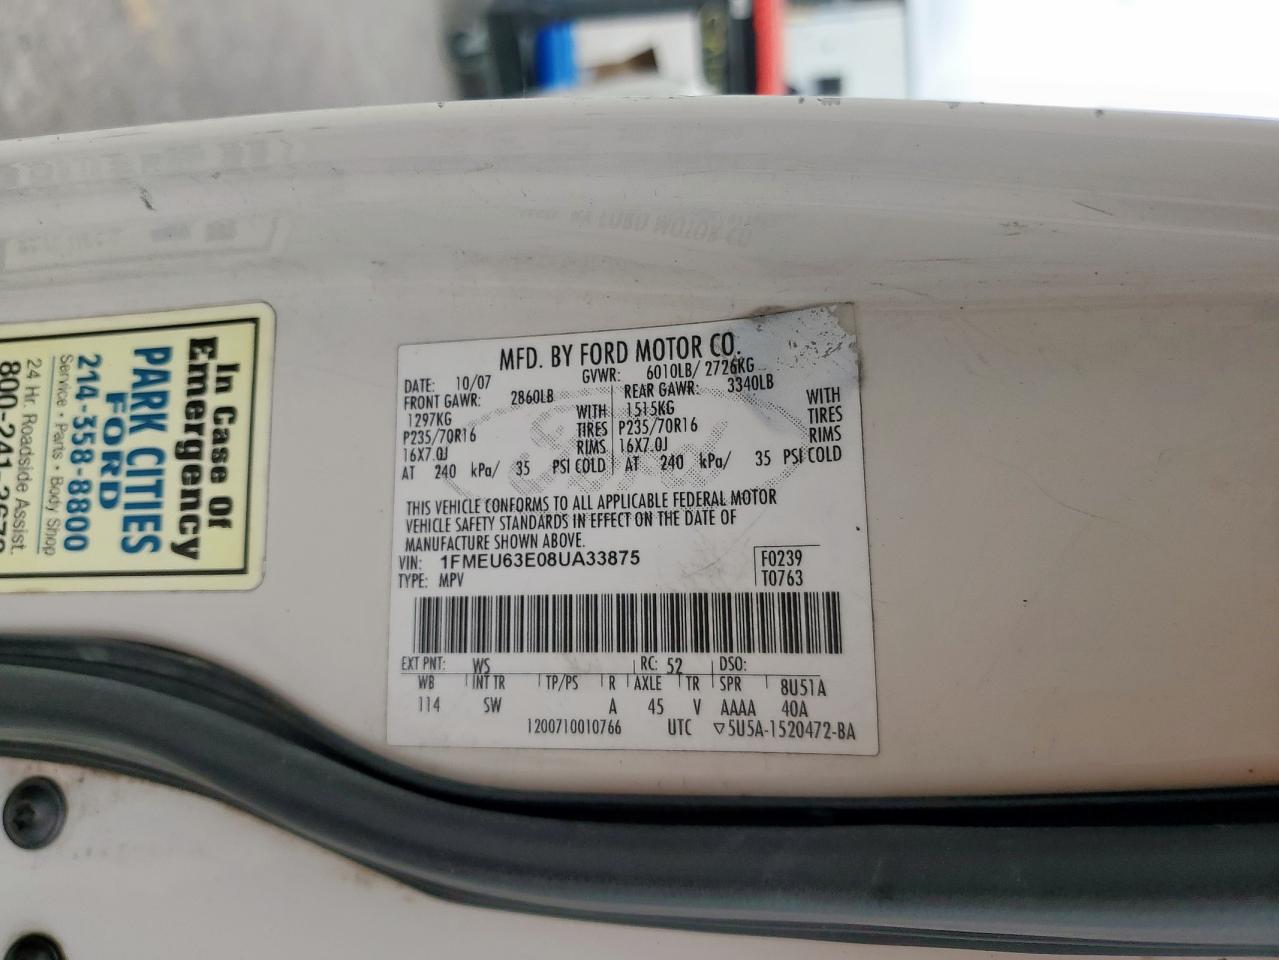 MFD. BY FORD MOTOR CO.
DATE: 10/07 GVWR: 6010LB/ 2726KG
FRONT GAWR: 2860LB REAR GAWR: 3340LB
1297KG WITH 1515KG WITH
P235/70R16 TIRES P235/70R16 TIRES
16X7.0J RIMS 16X7.0J RIMS
AT 240 kPa/ 35 PSI COLD AT 240 kPa/ 35 PSI COLD
THIS VEHICLE CONFORMS TO ALL APPLICABLE FEDERAL MOTOR
VEHICLE SAFETY STANDARDS IN EFFECT ON THE DATE OF
MANUFACTURE SHOWN ABOVE.
VIN: 1FMEU63E08UA33875 F0239
TYPE: MPV T0763
EXT PNT: WS RC: 52 DSO:
WB INT TR TP/PS R AXLE TR SPR 8U51A
114 SW A 45 V AAAA 40A
1200710010766 UTC ▽5U5A-1520472-BA
In Case Of
Emergency
PARK CITIES
FORD
214-358-8800
Service • Parts • Body Shop
24 Hr. Roadside Assist.